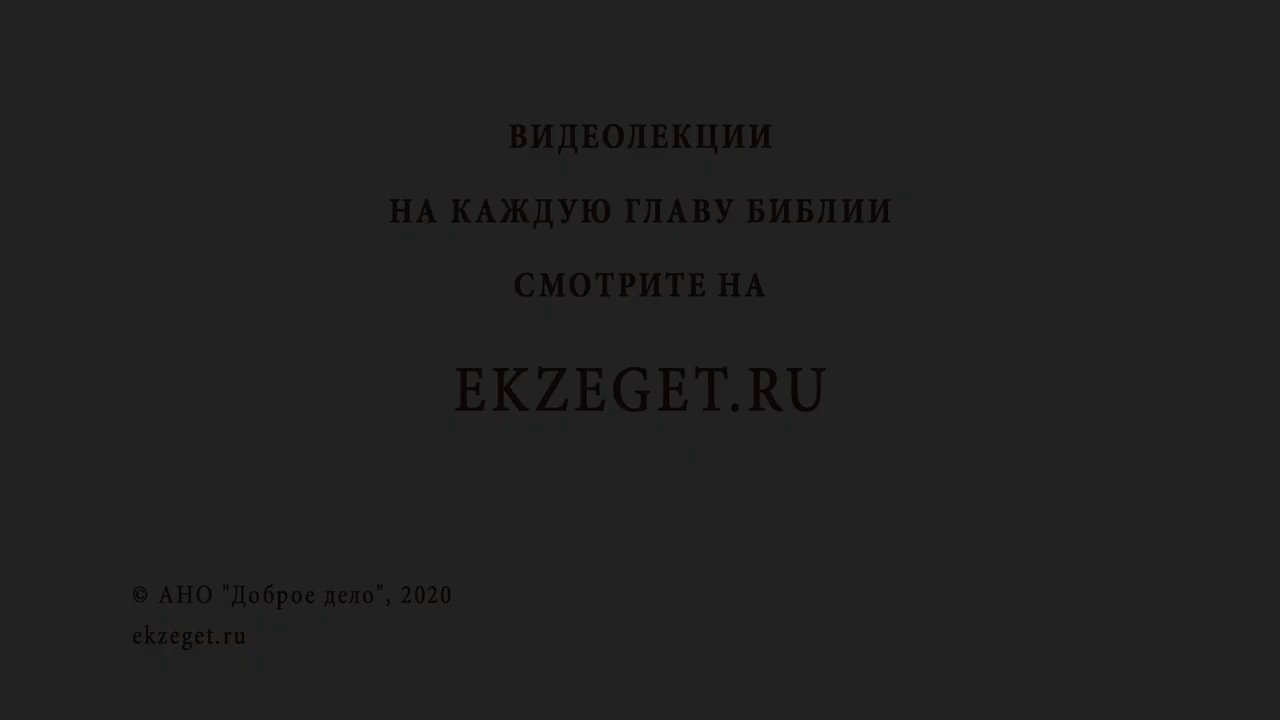 ВИДЕОЛЕКЦИИ
НА КАЖДУЮ ГЛАВУ БИБЛИИ
СМОТРИТЕ НА
EKZEGET.RU
© АНО "Доброе дело", 2020
ekzeget.ru